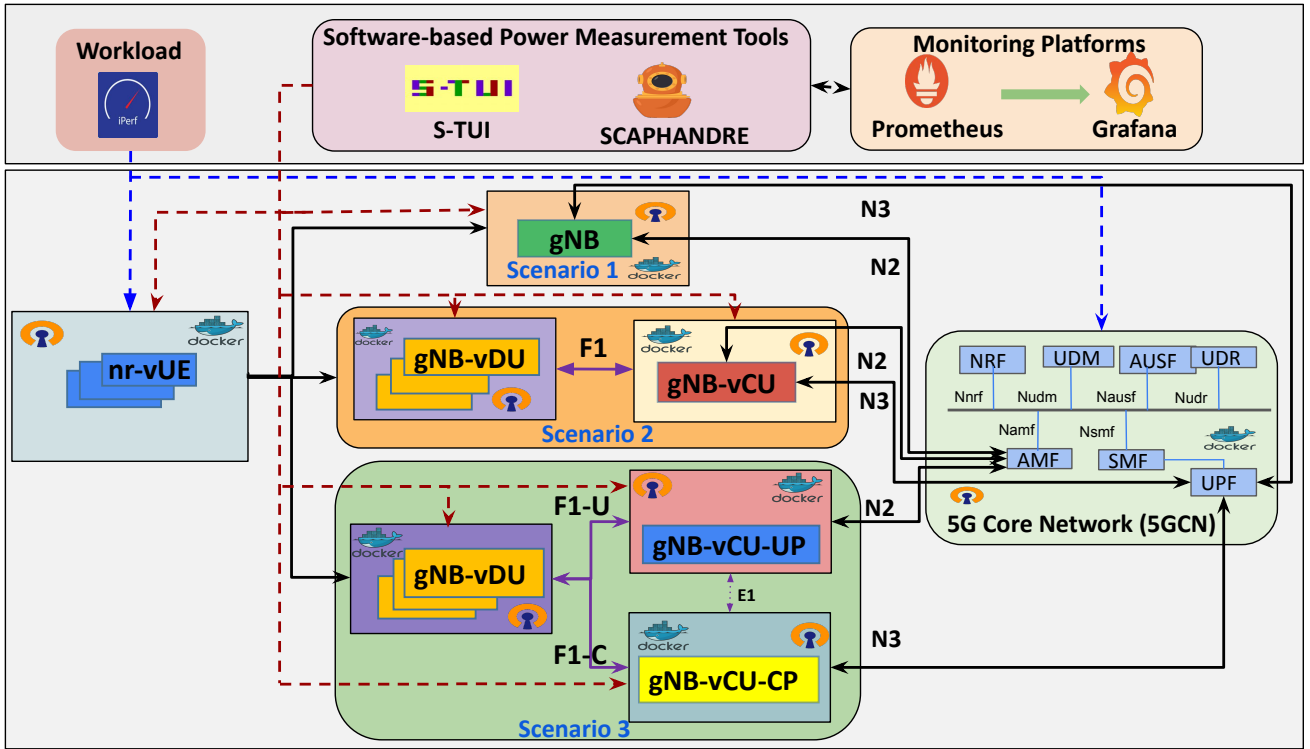 Workload
iPerf
Software-based Power Measurement Tools
S-TUI
S-TUI
SCAPHANDRE
Monitoring Platforms
Prometheus
Grafana
gNB
Scenario 1
docker
N3
N2
docker
nr-vUE
docker
gNB-vDU
F1
docker
gNB-vCU
Scenario 2
N2
N3
NRF
UDM
AUSF
UDR
Nnrf
Nudm
Nausf
Nudr
Namf
Nsmf
docker
AMF
SMF
UPF
5G Core Network (5GCN)
docker
gNB-vDU
F1-U
F1-C
docker
gNB-vCU-UP
N2
E1
docker
gNB-vCU-CP
N3
Scenario 3